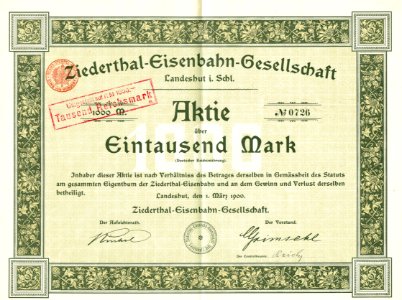 Ziederthal-Eisenbahn-Gesellschaft
Landeshut i. Schl.
Tausend Reichsmark
1000 M.
Aktie
№ 0726
über
Eintausend Mark
(Deutscher Reichswährung).
Inhaber dieser Aktie ist nach Verhältniss des Betrages derselben in Gemässheit des Statuts
am gesammten Eigenthum der Ziederthal-Eisenbahn und an dem Gewinn und Verlust derselben
betheiligt.
Landeshut, den 1. März 1900.
Ziederthal-Eisenbahn-Gesellschaft.
Der Aufsichtsrath.
Der Vorstand.